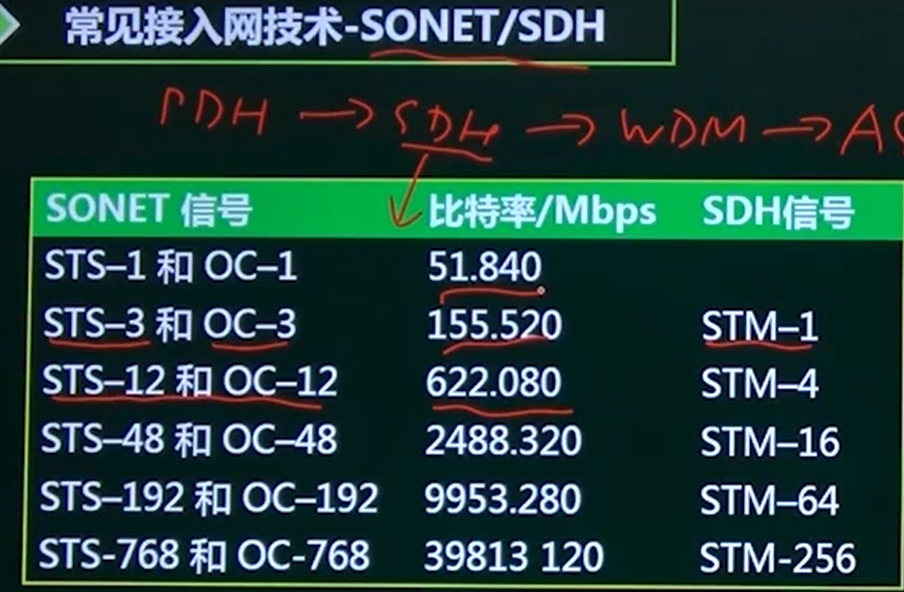 常见接入网技术-SONET/SDH
PDH → SDH → WDM → AS
SONET 信号 比特率/Mbps SDH信号
STS–1 和 OC–1 51.840
STS–3 和 OC–3 155.520 STM–1
STS–12 和 OC–12 622.080 STM–4
STS–48 和 OC–48 2488.320 STM–16
STS–192 和 OC–192 9953.280 STM–64
STS-768 和 OC-768 39813 120 STM-256